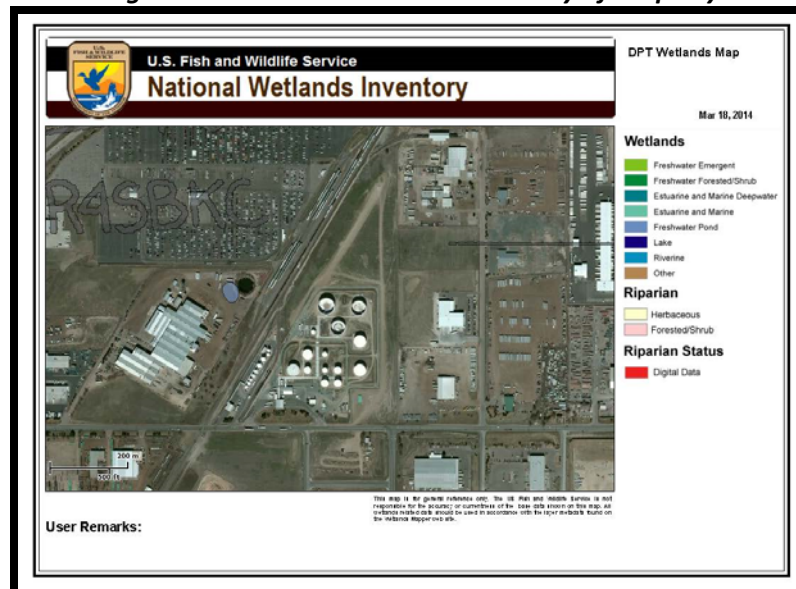 U.S.
FISH & WILDLIFE
SERVICE
U.S. Fish and Wildlife Service
National Wetlands Inventory
DPT Wetlands Map
Mar 18, 2014
Wetlands
Freshwater Emergent
Freshwater Forested/Shrub
Estuarine and Marine Deepwater
Estuarine and Marine
Freshwater Pond
Lake
Riverine
Other
Riparian
Herbaceous
Forested/Shrub
Riparian Status
Digital Data
RASBKC
200 m
500 ft
This map is for general reference only. The US Fish and Wildlife Service is not
responsible for the accuracy or currentness of the base data shown on this map. All
wetlands related data should be used in accordance with the layer metadata found on
the Wetlands Mapper web site.
User Remarks: